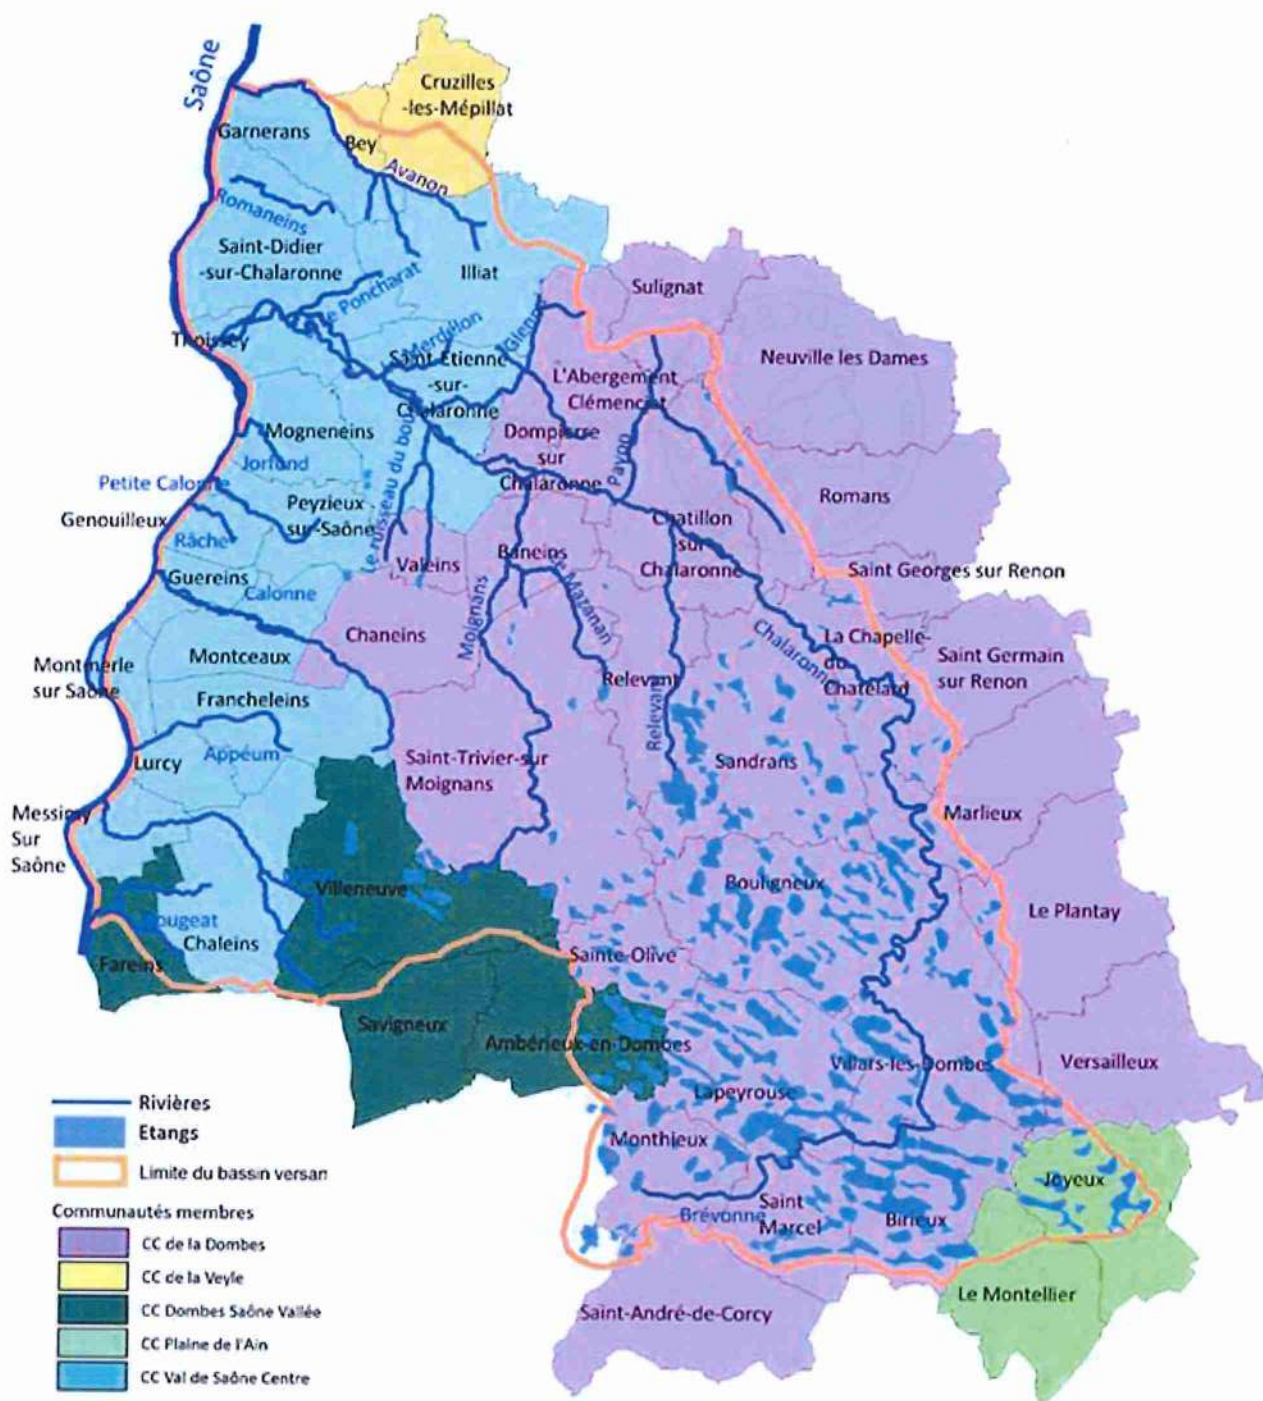 Saône
Cruzilles
-les-Mépillat
Garnerans
Bey
Avanon
Romaneins
Saint-Didier
-sur-Chalaronne
Illiat
Sulignat
Poncharat
Thoissey
Merdelon
Glenne
Neuville les Dames
Saint-Etienne
-sur-
Chalaronne
L'Abergement
Clémenciat
Mogneneins
Dompierre
sur
Chalaronne
Jorfond
Payon
Petite Calonne
Romans
Genouilleux
Peyzieux
-sur-Saône
Le ruisseau du bourg
Chatillon
sur
Chalaronne
Râche
Valeins
Baneins
Guereins
Calonne
Saint Georges sur Renon
Moignans
Le Mazanan
Chaneins
Chalaronne
La Chapelle-
du
Chatelard
Saint Germain
sur Renon
Montmerle
sur Saône
Montceaux
Relevant
Francheleins
Relevant
Lurcy
Appéum
Saint-Trivier-sur
Moignans
Sandrans
Messimy
Sur
Saône
Marlieux
Villeneuve
Bouligneux
Le Plantay
Chaleins
Fareins
Sainte-Olive
Savigneux
Ambérieux-en-Dombes
Villars-les-Dombes
Versailleux
Lapeyrouse
Monthieux
Joyeux
Brévonne
Saint
Marcel
Birieux
Le Montellier
Saint-André-de-Corcy
Rivières
Etangs
Limite du bassin versan
Communautés membres
CC de la Dombes
CC de la Veyle
CC Dombes Saône Vallée
CC Plaine de l'Ain
CC Val de Saône Centre